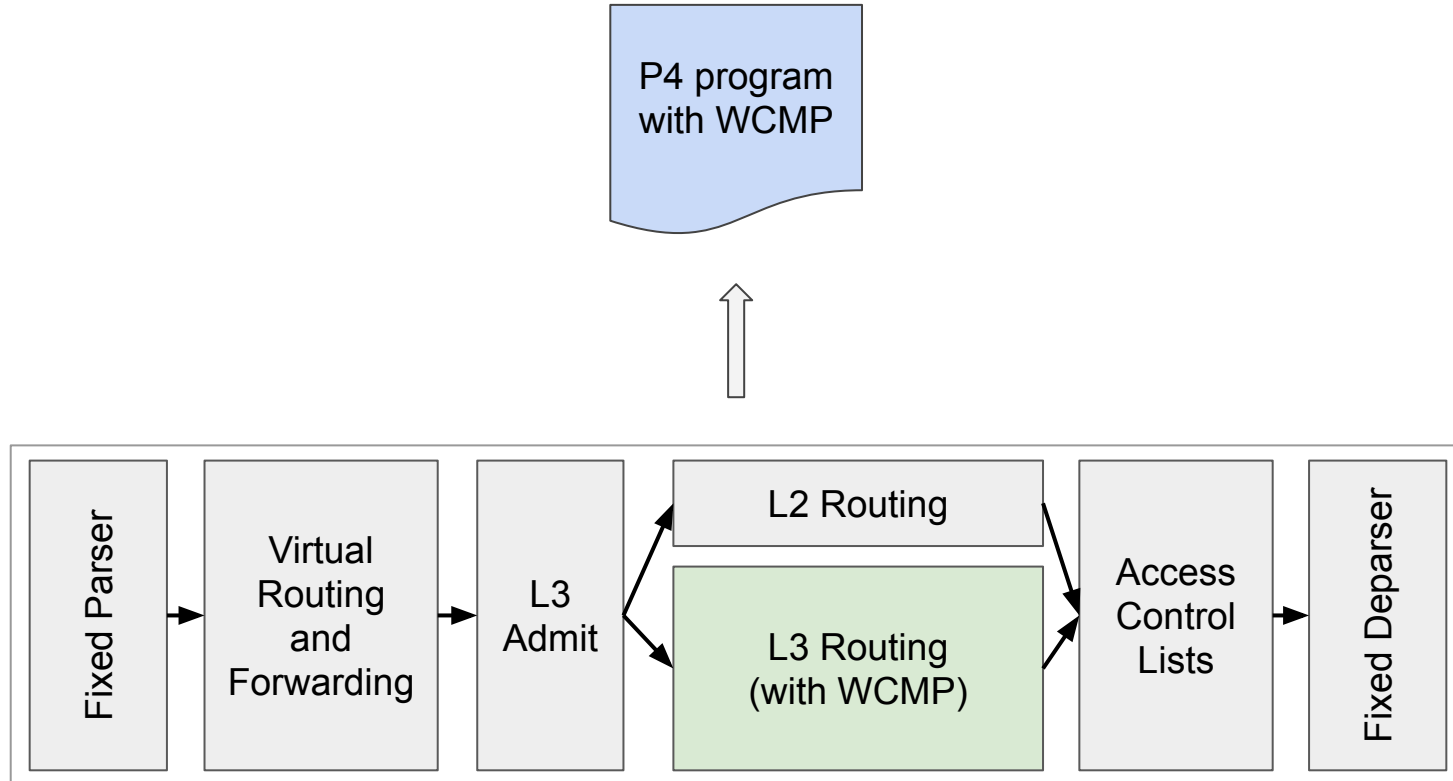 P4 program
with WCMP
Fixed Parser
Virtual
Routing
and
Forwarding
L3
Admit
L2 Routing
L3 Routing
(with WCMP)
Access
Control
Lists
Fixed Deparser